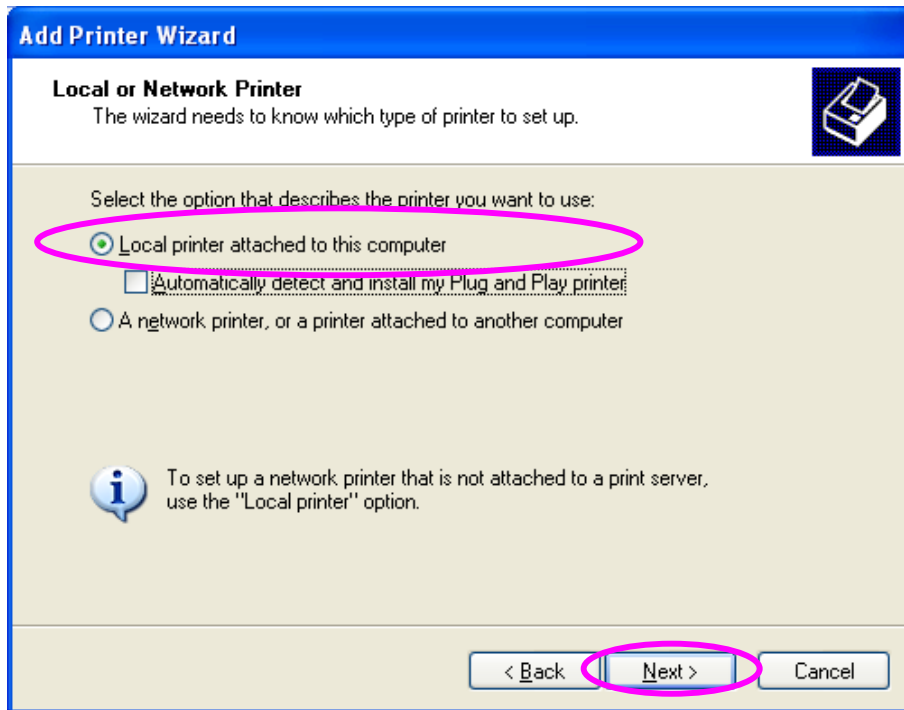 Add Printer Wizard
Local or Network Printer
The wizard needs to know which type of printer to set up.
Select the option that describes the printer you want to use:
Local printer attached to this computer
Automatically detect and install my Plug and Play printer
A network printer, or a printer attached to another computer
To set up a network printer that is not attached to a print server,
use the "Local printer" option.
< Back
Next >
Cancel